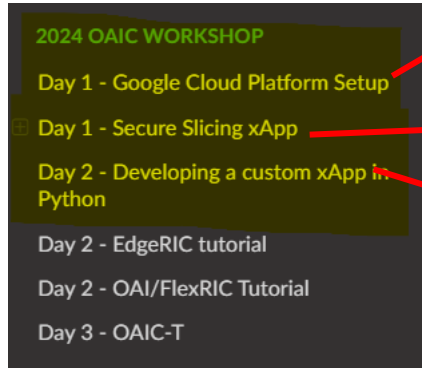 2024 OAIC WORKSHOP
Day 1 - Google Cloud Platform Setup
Day 1 - Secure Slicing xApp
Day 2 - Developing a custom xApp in
Python
Day 2 - EdgeRIC tutorial
Day 2 - OAI/FlexRIC Tutorial
Day 3 - OAIC-T